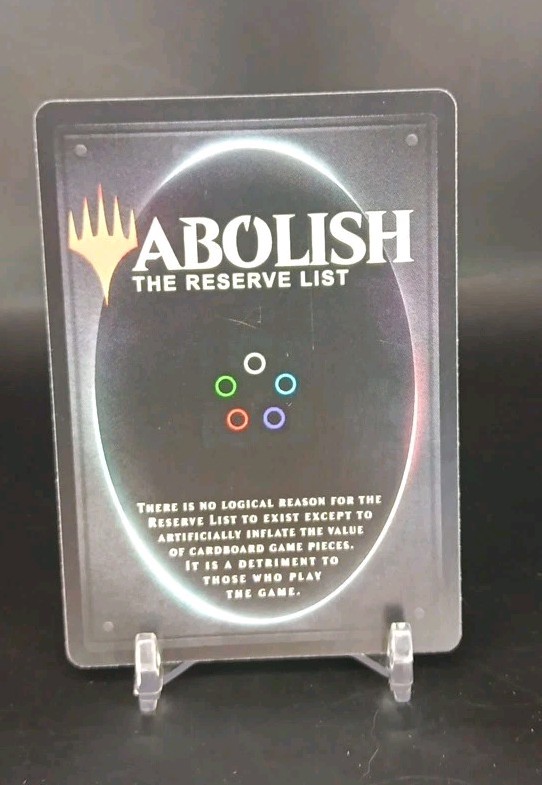 ABOLISH
THE RESERVE LIST
THERE IS NO LOGICAL REASON FOR THE
RESERVE LIST TO EXIST EXCEPT TO
ARTIFICIALLY INFLATE THE VALUE
OF CARDBOARD GAME PIECES.
IT IS A DETRIMENT TO
THOSE WHO PLAY
THE GAME.